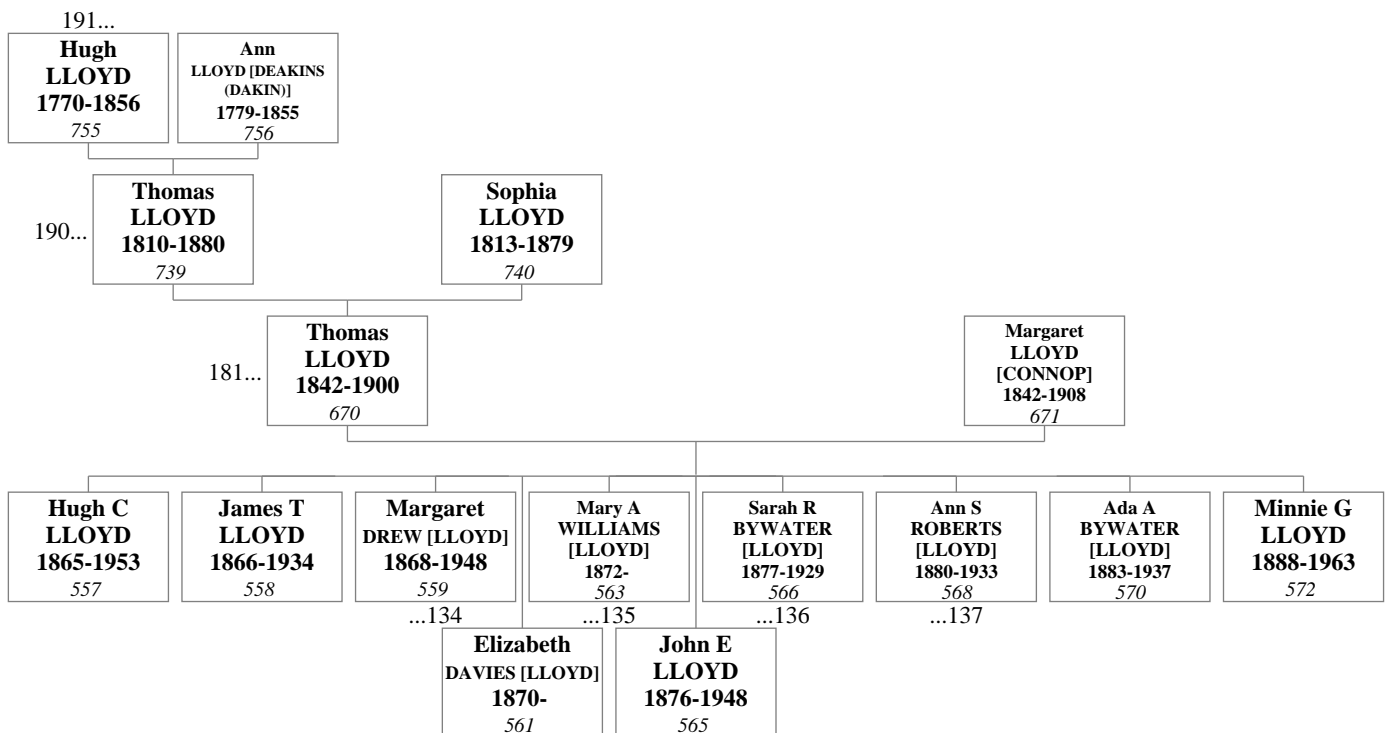 191...
Hugh
LLOYD
1770-1856
755
Ann
LLOYD [DEAKINS
(DAKIN)]
1779-1855
756
190...
Thomas
LLOYD
1810-1880
739
Sophia
LLOYD
1813-1879
740
181...
Thomas
LLOYD
1842-1900
670
Margaret
LLOYD
[CONNOP]
1842-1908
671
Hugh C
LLOYD
1865-1953
557
James T
LLOYD
1866-1934
558
Margaret
DREW [LLOYD]
1868-1948
559
...134
Mary A
WILLIAMS
[LLOYD]
1872-
563
...135
Sarah R
BYWATER
[LLOYD]
1877-1929
566
...136
Ann S
ROBERTS
[LLOYD]
1880-1933
568
...137
Ada A
BYWATER
[LLOYD]
1883-1937
570
Minnie G
LLOYD
1888-1963
572
Elizabeth
DAVIES [LLOYD]
1870-
561
John E
LLOYD
1876-1948
565